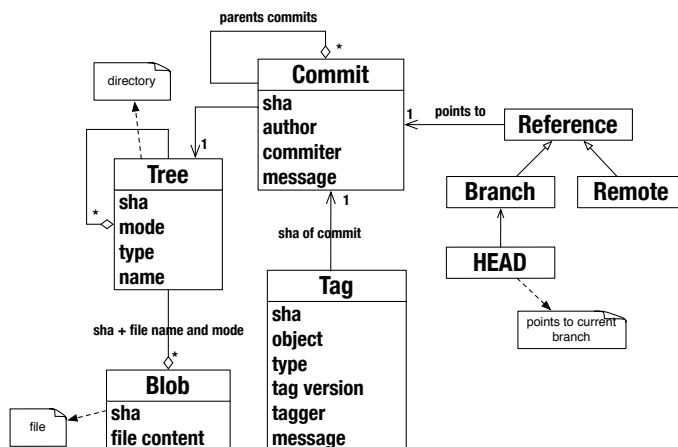 parents commits
*
Commit
sha
author
commiter
message
directory
1
1
points to
Reference
Branch
Remote
Tree
sha
mode
type
name
*
HEAD
1
sha of commit
points to current
branch
Tag
sha
object
type
tag version
tagger
message
sha + file name and mode
*
Blob
sha
file content
file